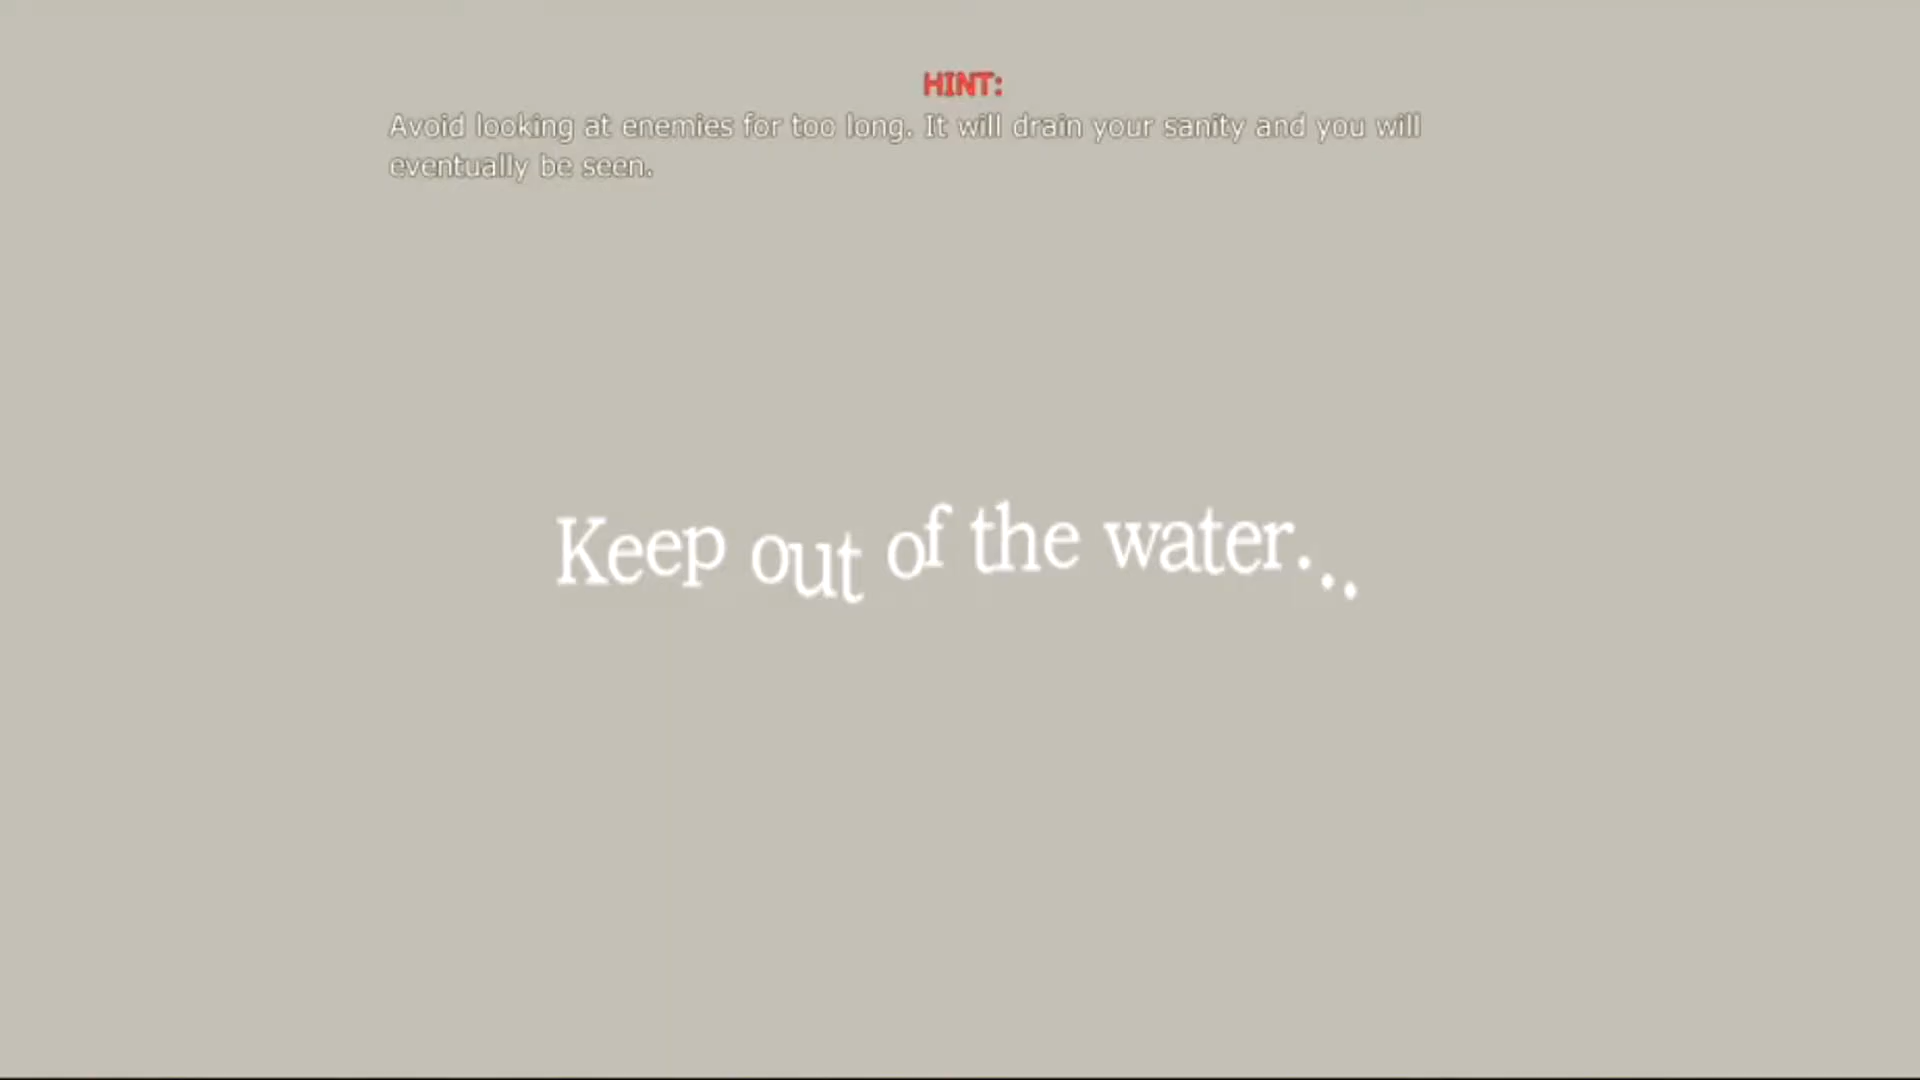 HINT:
Avoid looking at enemies for too long. It will drain your sanity and you will
eventually be seen.
Keep out of the water...